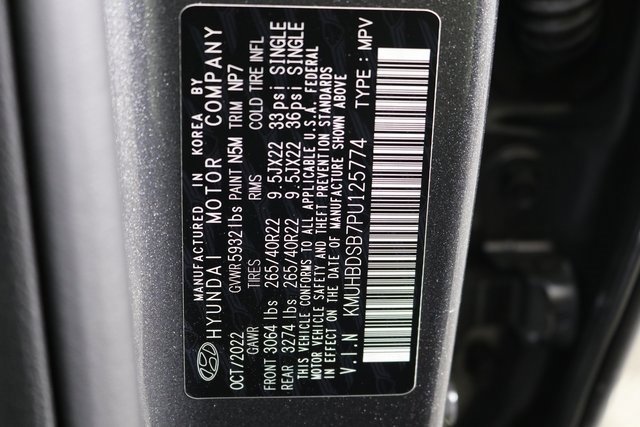 MANUFACTURED IN KOREA BY
HYUNDAI MOTOR COMPANY
OCT/2022 GVWR 5932 lbs PAINT N5M TRIM NP7
GAWR TIRES RIMS COLD TIRE INFL
FRONT 3064 lbs 265/40R22 9.5JX22 33psi SINGLE
REAR 3274 lbs 265/40R22 9.5JX22 36psi SINGLE
THIS VEHICLE CONFORMS TO ALL APPLICABLE U.S.A. FEDERAL
MOTOR VEHICLE SAFETY AND THEFT PREVENTION STANDARDS
IN EFFECT ON THE DATE OF MANUFACTURE SHOWN ABOVE
V.I.N KMUHBDSB7PU125774 TYPE : MPV